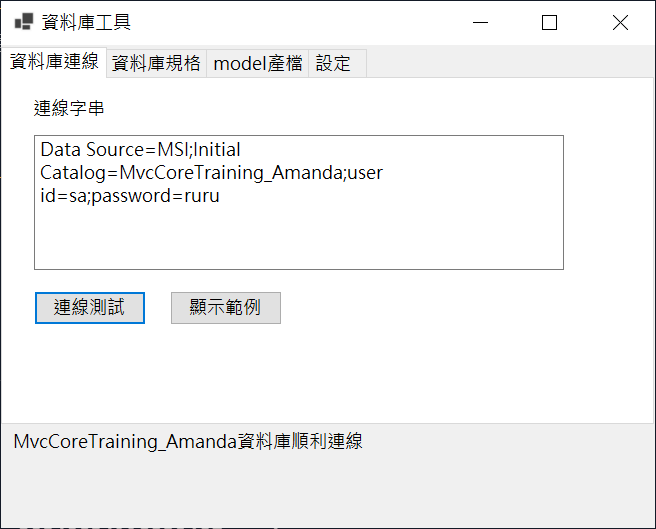 資料庫工具
資料庫連線 資料庫規格 model產檔 設定
連線字串
Data Source=MSI;Initial
Catalog=MvcCoreTraining_Amanda;user
id=sa;password=ruru
連線測試 顯示範例
MvcCoreTraining_Amanda資料庫順利連線